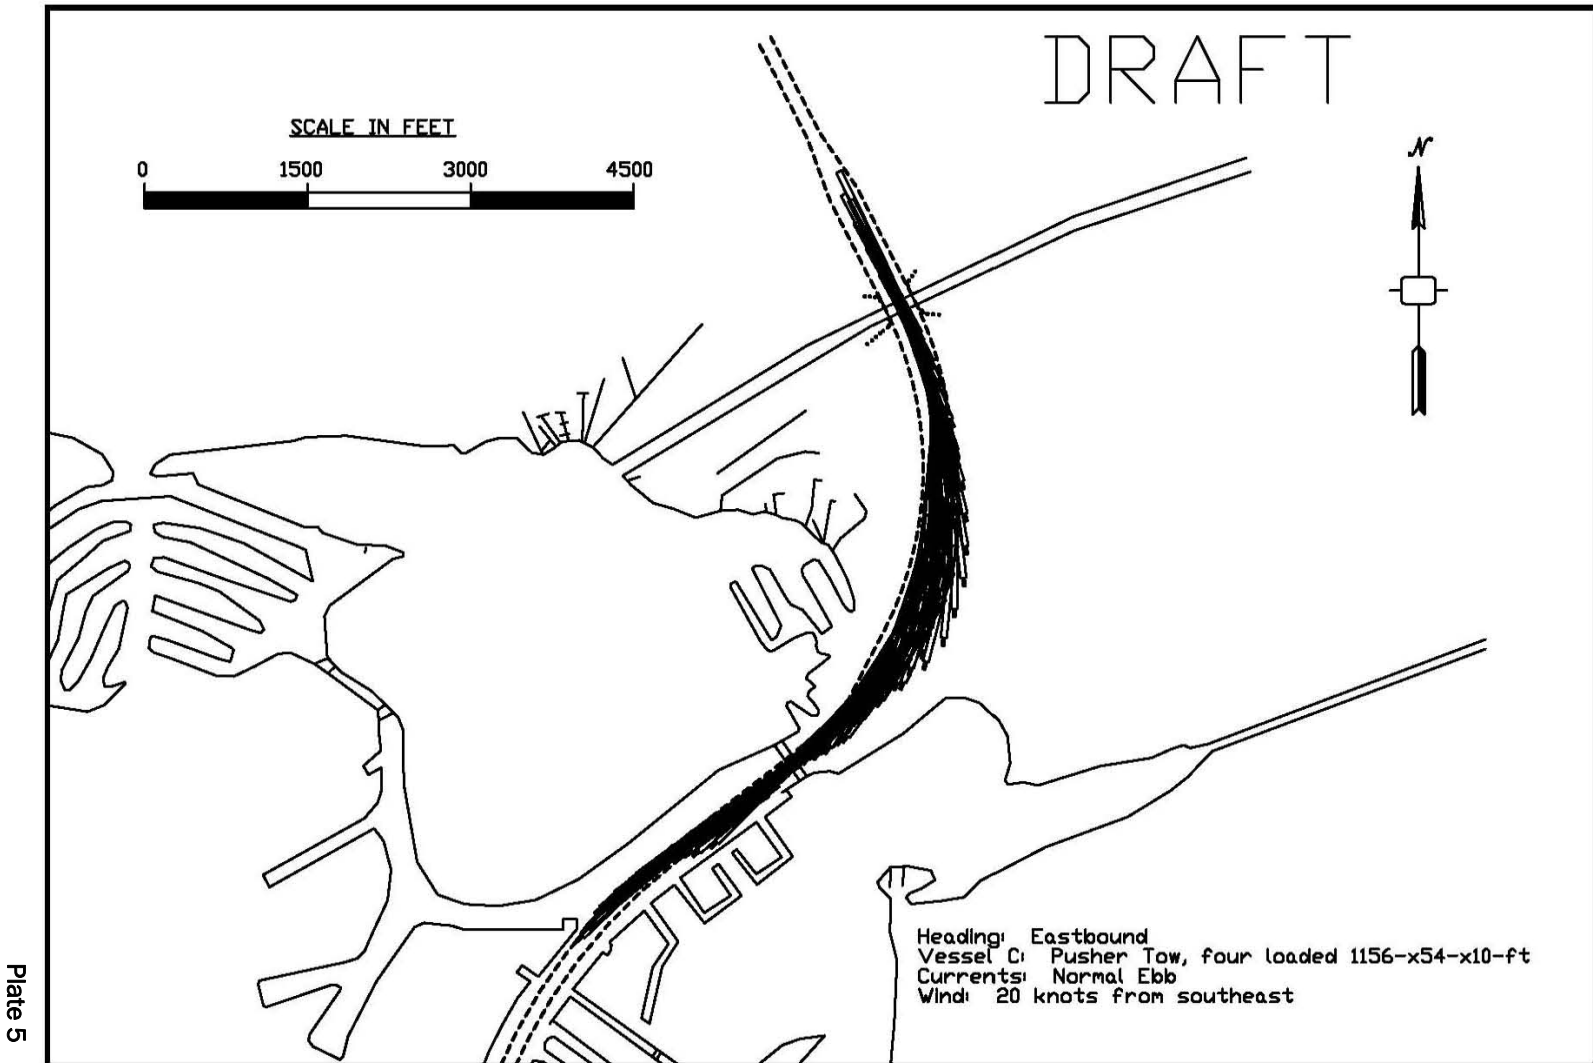 DRAFT
SCALE IN FEET
0 1500 3000 4500
N
Heading: Eastbound
Vessel C: Pusher Tow, four loaded 1156-x54-x10-ft
Currents: Normal Ebb
Wind: 20 knots from southeast
Plate 5